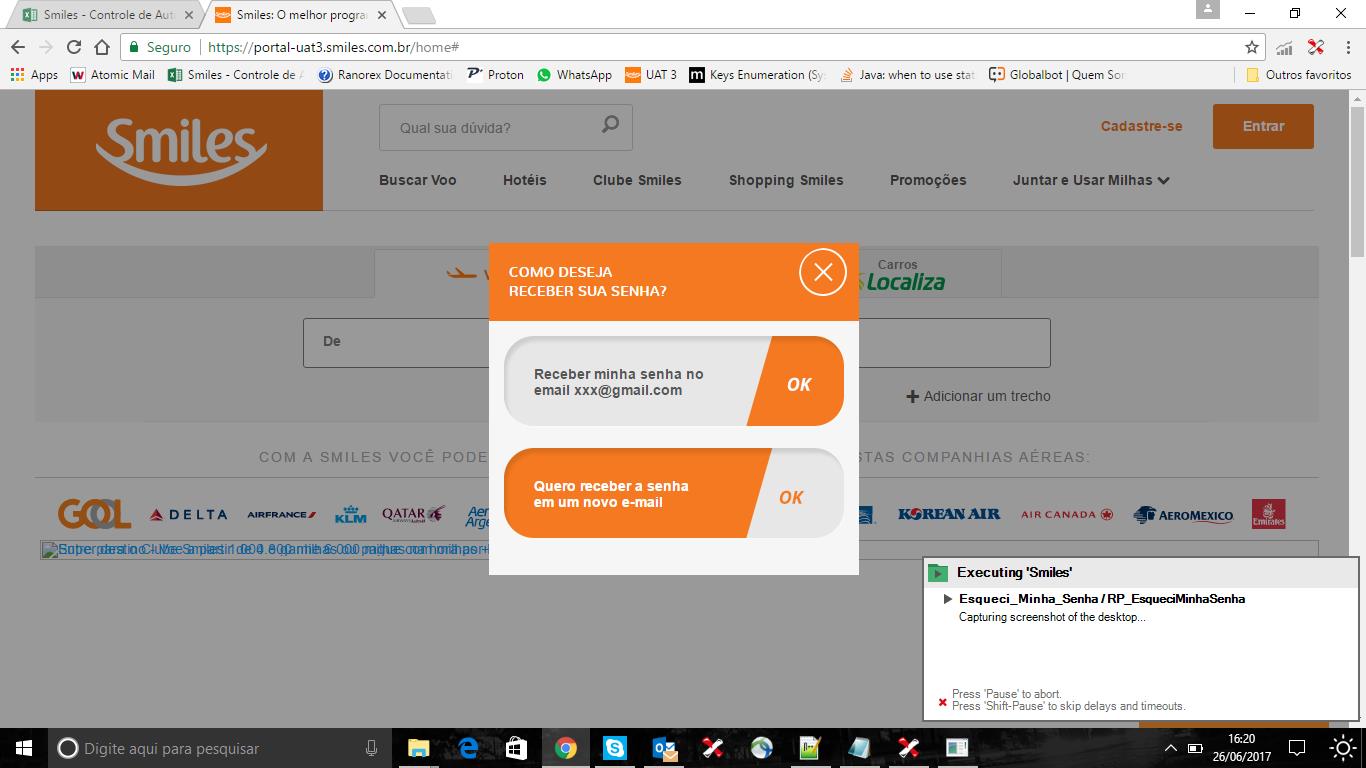 Smiles - Controle de Auto
Smiles: O melhor progra
Seguro
https://portal-uat3.smiles.com.br/home#
Apps
Atomic Mail
Smiles - Controle de A
Ranorex Documentati
Proton
WhatsApp
UAT 3
Keys Enumeration (Sy
Java: when to use stat
Globalbot | Quem So
Outros favoritos
Smiles
Qual sua dúvida?
Cadastre-se
Entrar
Buscar Voo
Hotéis
Clube Smiles
Shopping Smiles
Promoções
Juntar e Usar Milhas
COMO DESEJA
RECEBER SUA SENHA?
Carros
Localiza
De
Receber minha senha no
email xxx@gmail.com
OK
Adicionar um trecho
COM A SMILES VOCÊ PODE
STAS COMPANHIAS AÉREAS:
Quero receber a senha
em um novo e-mail
OK
GOL
DELTA
AIRFRANCE
KLM
QATAR
KOREAN AIR
AIR CANADA
AEROMEXICO
Emirates
Executing 'Smiles'
Esqueci_Minha_Senha / RP_EsqueciMinhaSenha
Capturing screenshot of the desktop...
Press 'Pause' to abort.
Press 'Shift-Pause' to skip delays and timeouts.
Digite aqui para pesquisar
16:20
26/06/2017